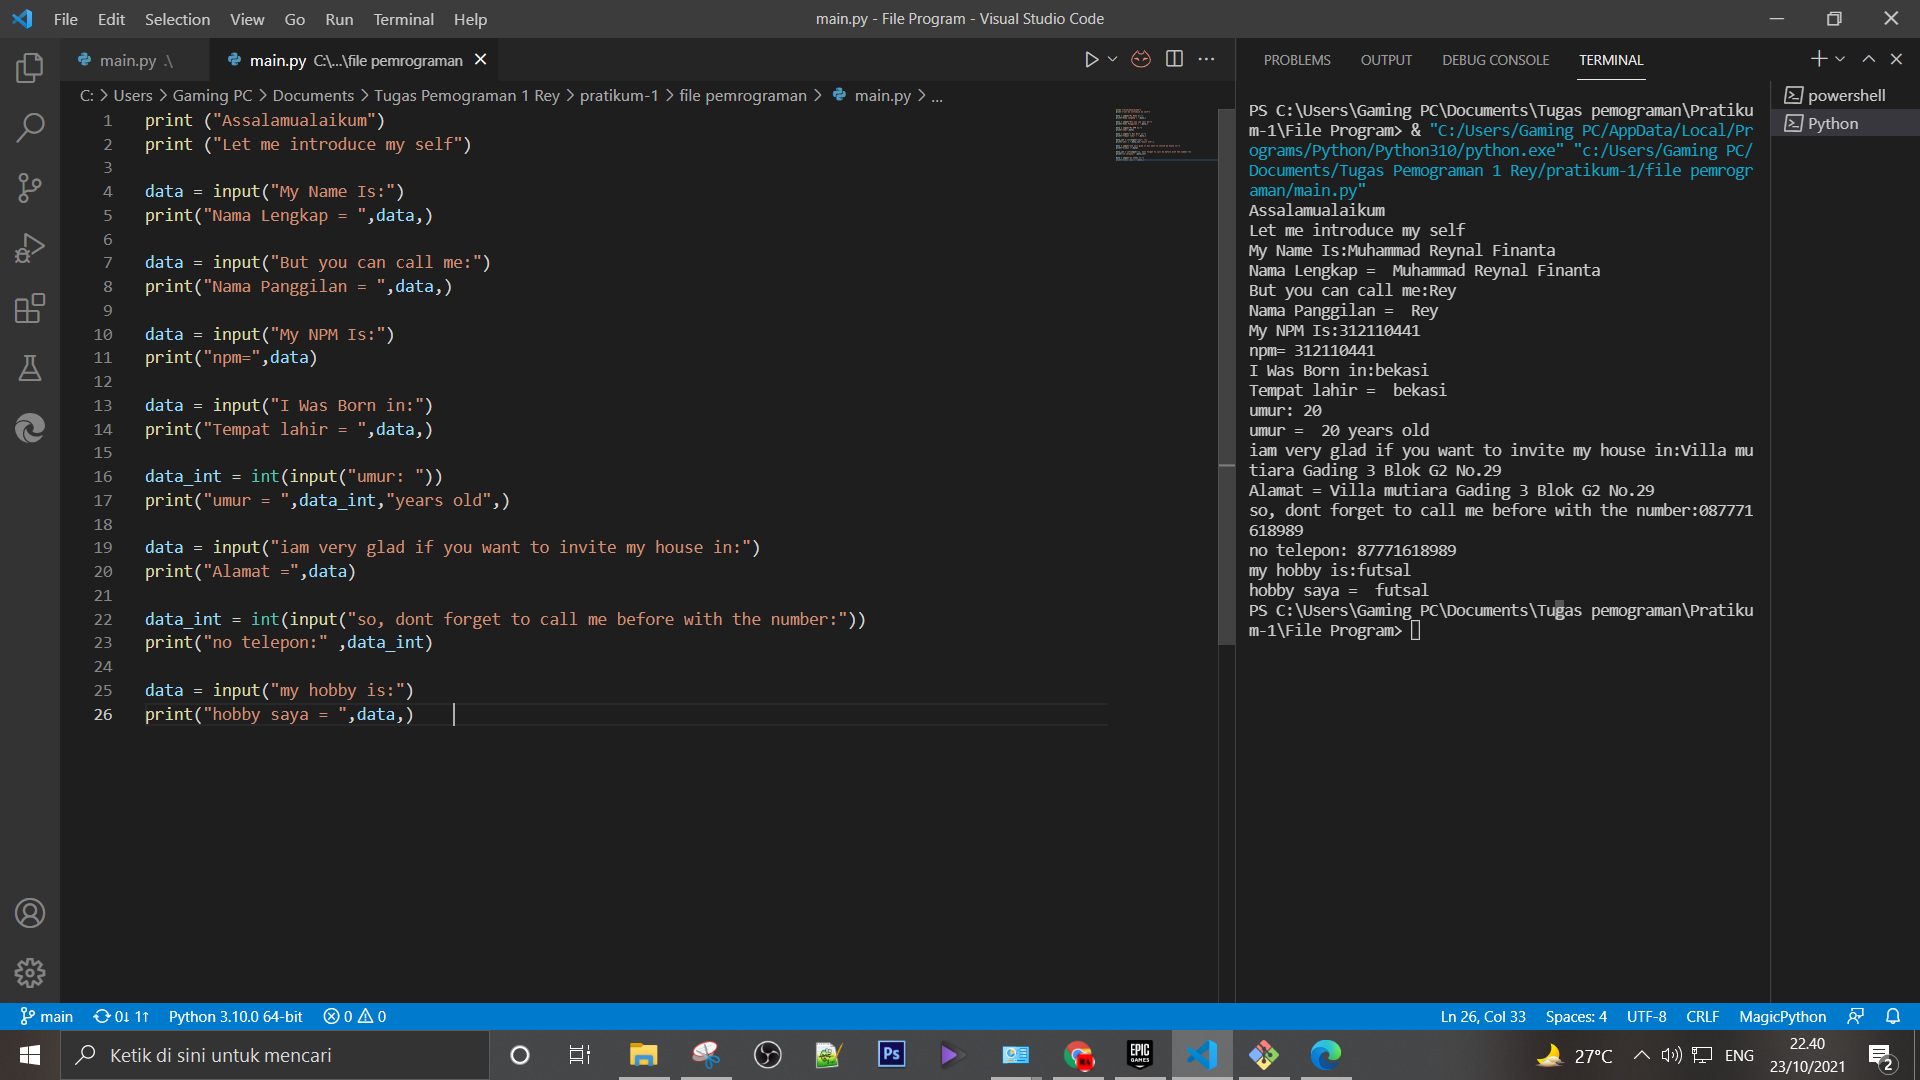 File Edit Selection View Go Run Terminal Help
main.py - File Program - Visual Studio Code
main.py .\
main.py C:\...\file pemrograman
C: > Users > Gaming PC > Documents > Tugas Pemograman 1 Rey > pratikum-1 > file pemrograman > main.py > ...
1 print ("Assalamualaikum")
2 print ("Let me introduce my self")
3
4 data = input("My Name Is:")
5 print("Nama Lengkap = ",data,)
6
7 data = input("But you can call me:")
8 print("Nama Panggilan = ",data,)
9
10 data = input("My NPM Is:")
11 print("npm=",data)
12
13 data = input("I Was Born in:")
14 print("Tempat lahir = ",data,)
15
16 data_int = int(input("umur: "))
17 print("umur = ",data_int,"years old",)
18
19 data = input("iam very glad if you want to invite my house in:")
20 print("Alamat =",data)
21
22 data_int = int(input("so, dont forget to call me before with the number:"))
23 print("no telepon:" ,data_int)
24
25 data = input("my hobby is:")
26 print("hobby saya = ",data,)
PROBLEMS OUTPUT DEBUG CONSOLE TERMINAL
PS C:\Users\Gaming PC\Documents\Tugas pemograman\Pratiku
m-1\File Program> & "C:/Users/Gaming PC/AppData/Local/Pr
ograms/Python/Python310/python.exe" "c:/Users/Gaming PC/
Documents/Tugas Pemograman 1 Rey/pratikum-1/file pemrogr
aman/main.py"
Assalamualaikum
Let me introduce my self
My Name Is:Muhammad Reynal Finanta
Nama Lengkap =  Muhammad Reynal Finanta
But you can call me:Rey
Nama Panggilan =  Rey
My NPM Is:312110441
npm= 312110441
I Was Born in:bekasi
Tempat lahir =  bekasi
umur: 20
umur =  20 years old
iam very glad if you want to invite my house in:Villa mu
tiara Gading 3 Blok G2 No.29
Alamat = Villa mutiara Gading 3 Blok G2 No.29
so, dont forget to call me before with the number:087771
618989
no telepon: 87771618989
my hobby is:futsal
hobby saya =  futsal
PS C:\Users\Gaming PC\Documents\Tugas pemograman\Pratiku
m-1\File Program>
powershell
Python
main 0↓ 1↑ Python 3.10.0 64-bit 0 0
Ln 26, Col 33 Spaces: 4 UTF-8 CRLF MagicPython
Ketik di sini untuk mencari
Ps
EPIC GAMES
27°C
ENG
22.40
23/10/2021
2